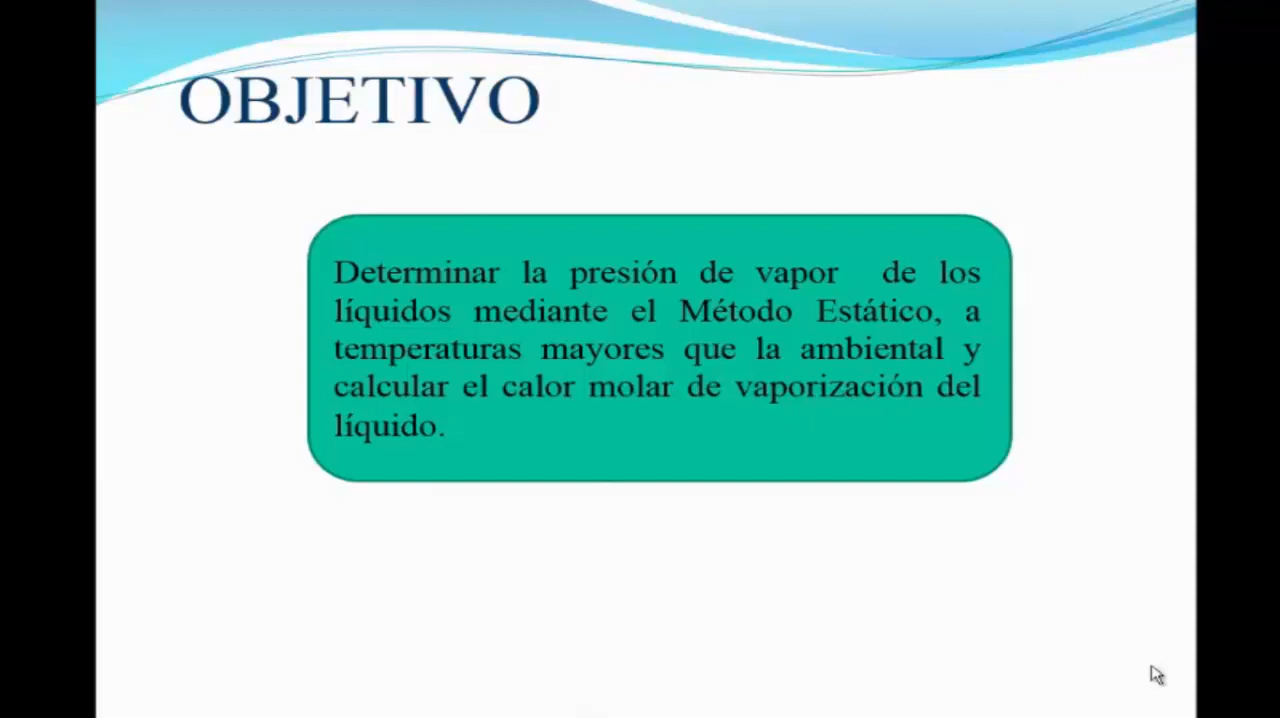 OBJETIVO
Determinar la presión de vapor de los
líquidos mediante el Método Estático, a
temperaturas mayores que la ambiental y
calcular el calor molar de vaporización del
líquido.